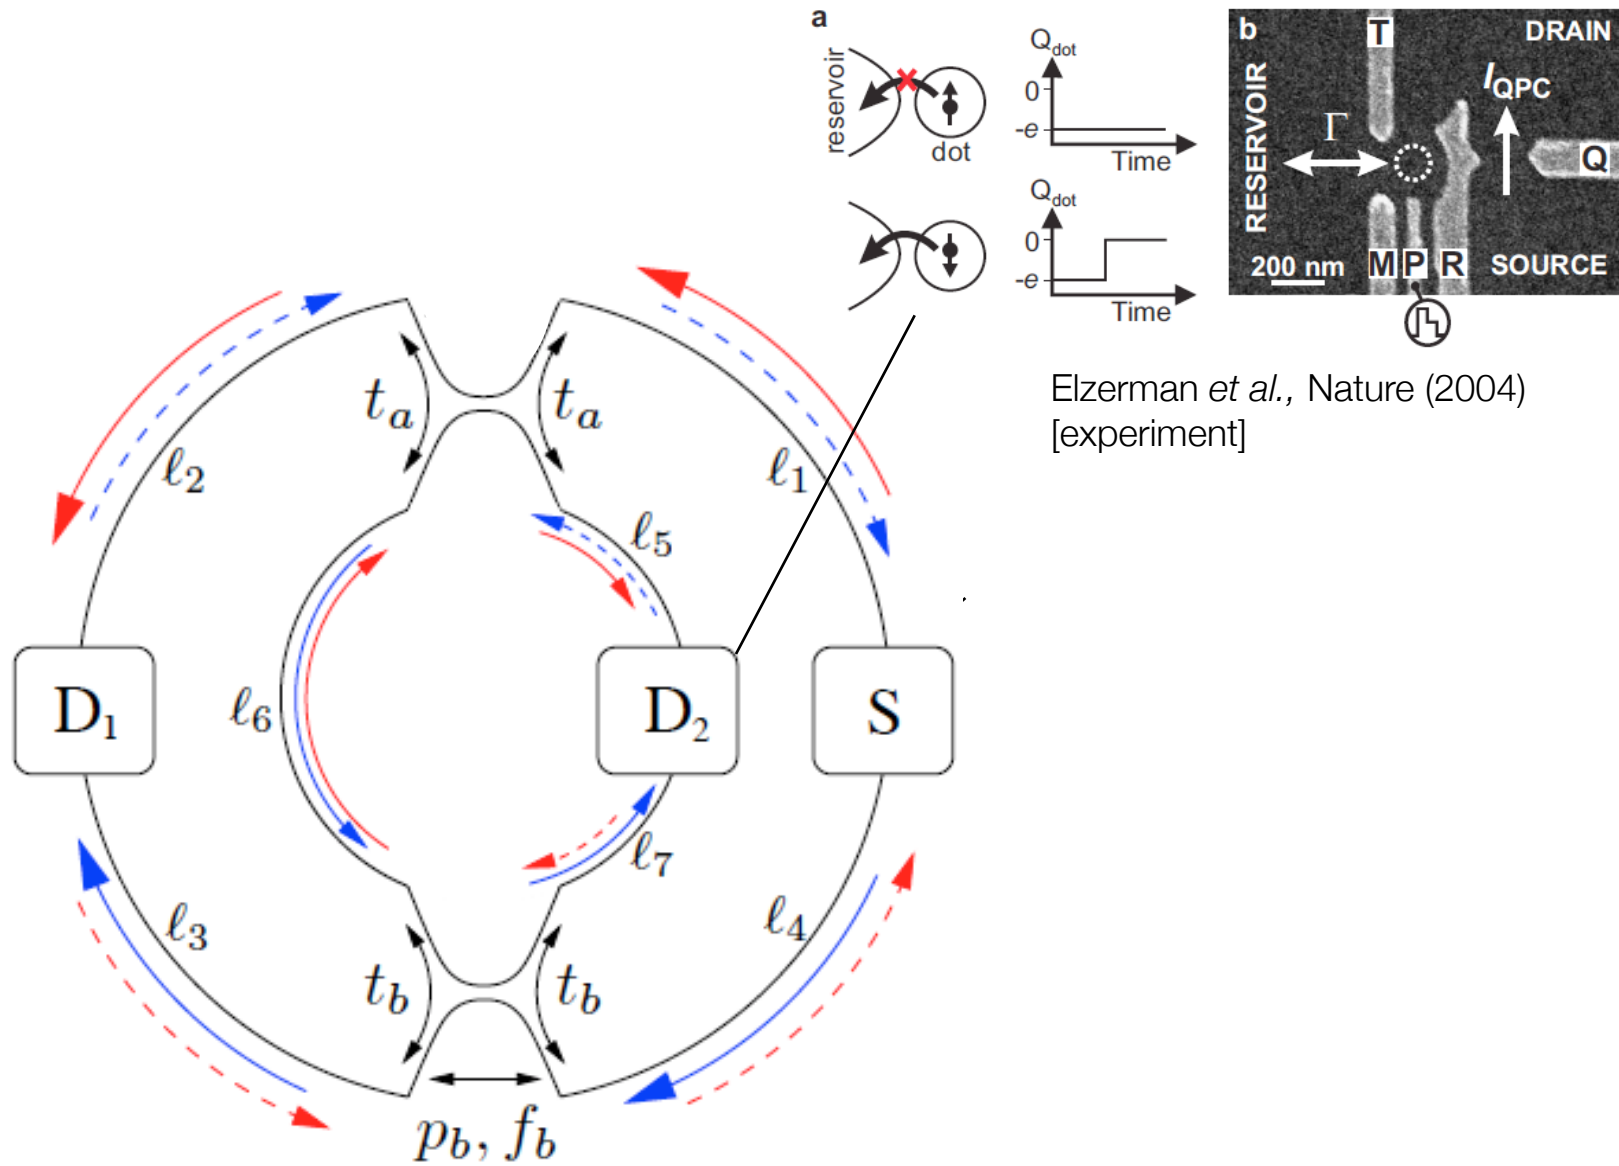 a
reservoir
dot
Q_dot
0
-e
Time
Q_dot
0
-e
Time
b
T
DRAIN
RESERVOIR
Γ
I_QPC
Q
M P R
SOURCE
200 nm
Elzerman et al., Nature (2004)
[experiment]
t_a t_a
ℓ_2
ℓ_1
ℓ_5
D_1
ℓ_6
D_2
S
ℓ_7
ℓ_3
ℓ_4
t_b t_b
p_b, f_b